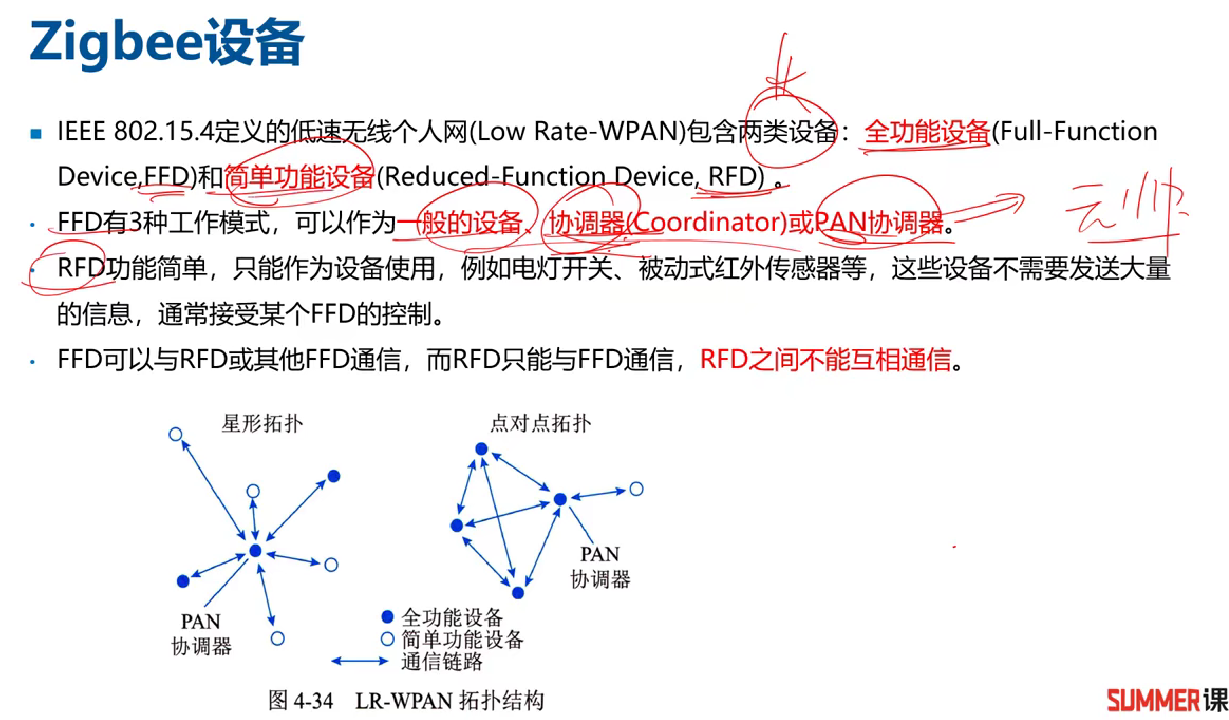 Zigbee设备
IEEE 802.15.4定义的低速无线个人网(Low Rate-WPAN)包含两类设备：全功能设备(Full-Function
Device,FFD)和简单功能设备(Reduced-Function Device, RFD) 。
FFD有3种工作模式，可以作为一般的设备、协调器(Coordinator)或PAN协调器。
元帅
RFD功能简单，只能作为设备使用，例如电灯开关、被动式红外传感器等，这些设备不需要发送大量
的信息，通常接受某个FFD的控制。
FFD可以与RFD或其他FFD通信，而RFD只能与FFD通信，RFD之间不能互相通信。
星形拓扑
点对点拓扑
PAN
协调器
PAN
协调器
全功能设备
简单功能设备
通信链路
图 4-34 LR-WPAN 拓扑结构
SUMMER课